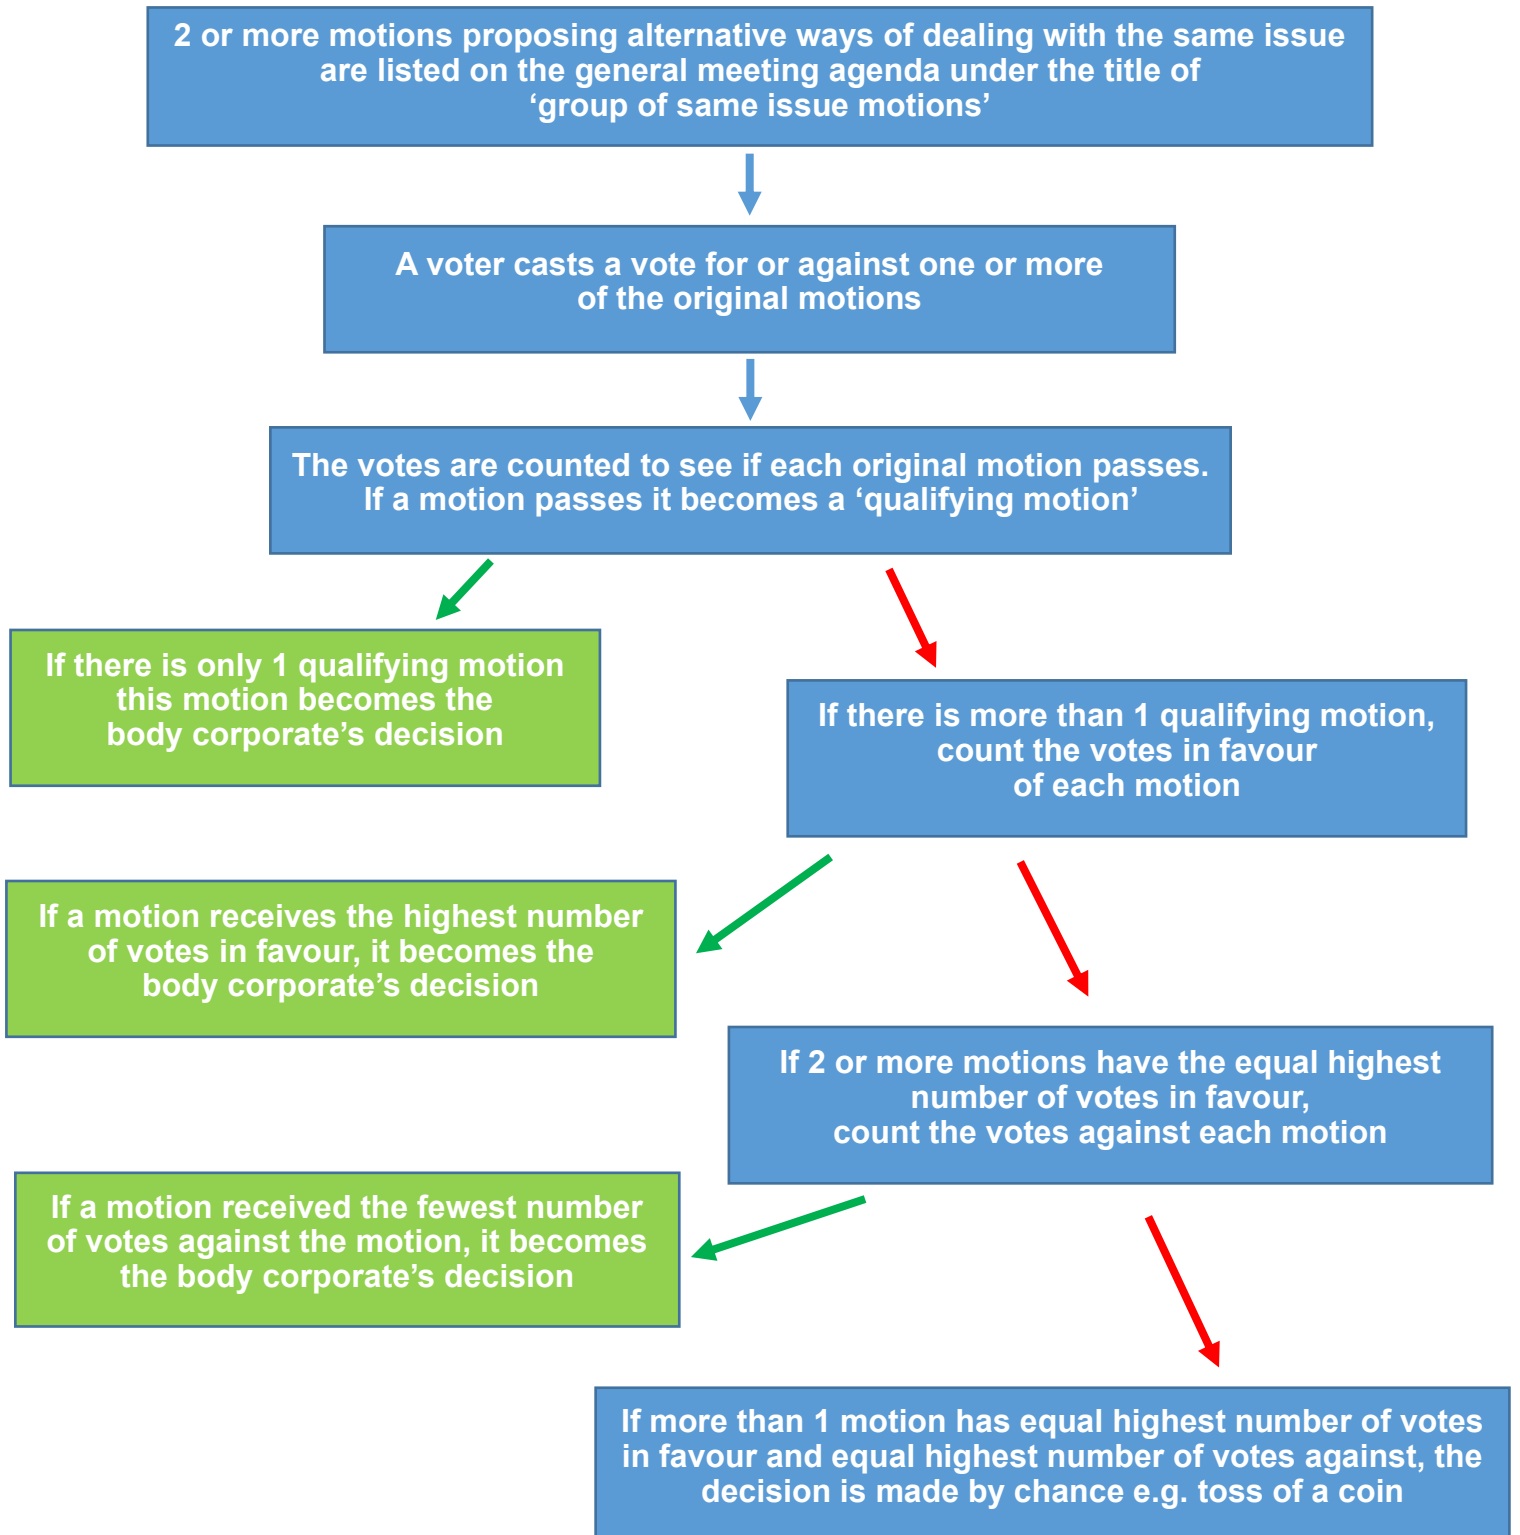 2 or more motions proposing alternative ways of dealing with the same issue
are listed on the general meeting agenda under the title of
‘group of same issue motions’
A voter casts a vote for or against one or more
of the original motions
The votes are counted to see if each original motion passes.
If a motion passes it becomes a ‘qualifying motion’
If there is only 1 qualifying motion
this motion becomes the
body corporate’s decision
If there is more than 1 qualifying motion,
count the votes in favour
of each motion
If a motion receives the highest number
of votes in favour, it becomes the
body corporate’s decision
If 2 or more motions have the equal highest
number of votes in favour,
count the votes against each motion
If a motion received the fewest number
of votes against the motion, it becomes
the body corporate’s decision
If more than 1 motion has equal highest number of votes
in favour and equal highest number of votes against, the
decision is made by chance e.g. toss of a coin